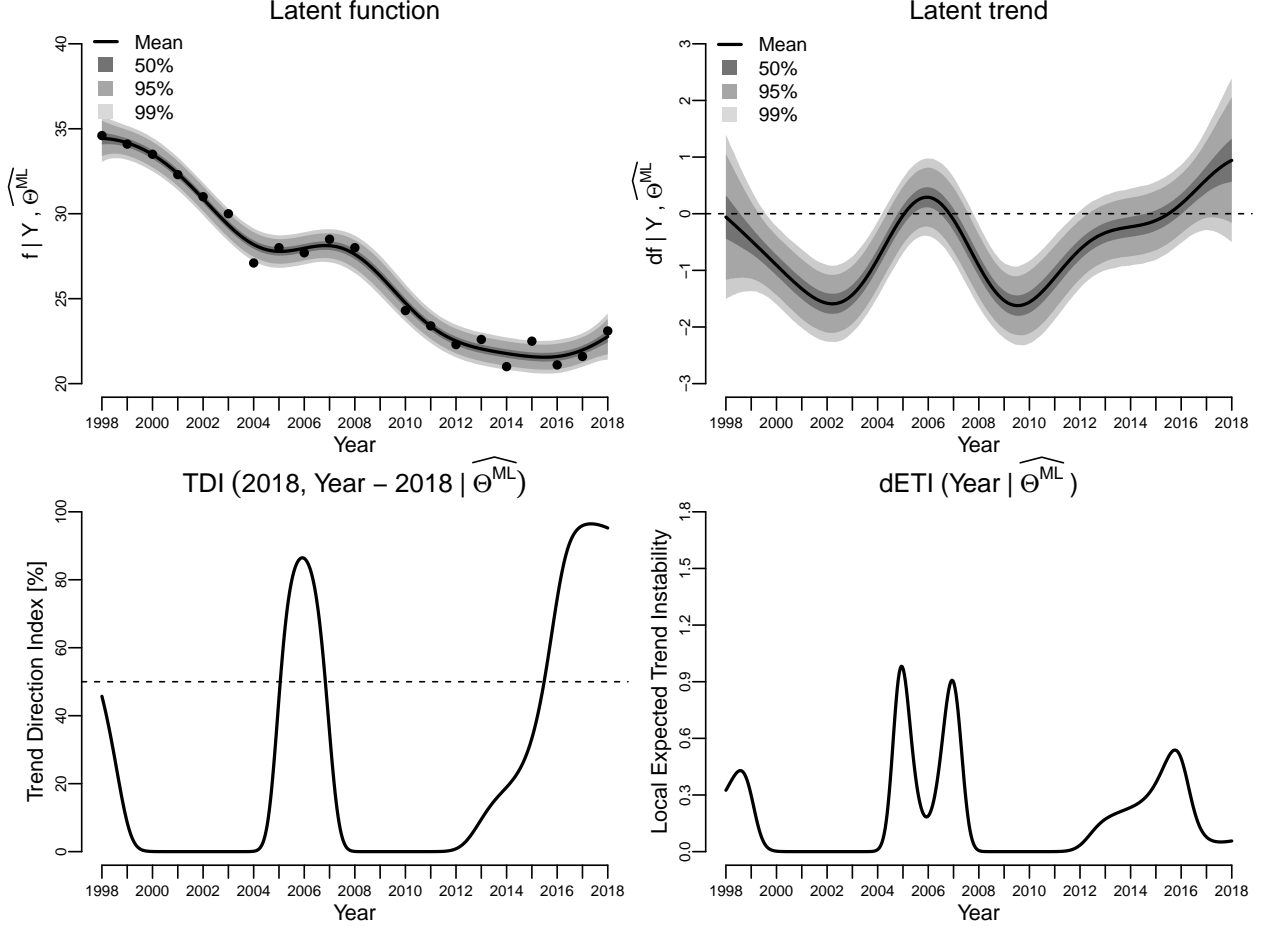 Latent function
f | Y , Θ^ML
40
35
30
25
20
Mean
50%
95%
99%
1998 2000 2002 2004 2006 2008 2010 2012 2014 2016 2018
Year
Latent trend
df | Y , Θ^ML
3
2
1
0
−1
−2
−3
Mean
50%
95%
99%
1998 2000 2002 2004 2006 2008 2010 2012 2014 2016 2018
Year
TDI (2018, Year − 2018 | Θ^ML)
Trend Direction Index [%]
100
80
60
40
20
0
1998 2000 2002 2004 2006 2008 2010 2012 2014 2016 2018
Year
dETI (Year | Θ^ML )
Local Expected Trend Instability
1.8
1.5
1.2
0.9
0.6
0.3
0.0
1998 2000 2002 2004 2006 2008 2010 2012 2014 2016 2018
Year